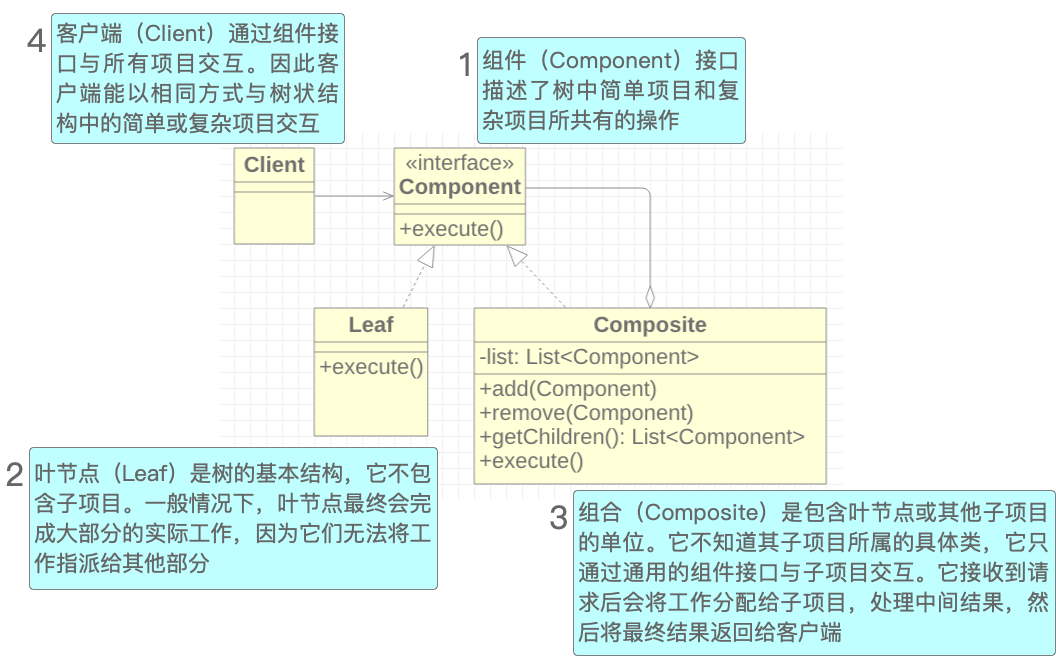 4
客户端（Client）通过组件接
口与所有项目交互。因此客
户端能以相同方式与树状结
构中的简单或复杂项目交互
1
组件（Component）接口
描述了树中简单项目和复
杂项目所共有的操作
Client
«interface»
Component
+execute()
Leaf
+execute()
Composite
-list: List<Component>
+add(Component)
+remove(Component)
+getChildren(): List<Component>
+execute()
2
叶节点（Leaf）是树的基本结构，它不包
含子项目。一般情况下，叶节点最终会完
成大部分的实际工作，因为它们无法将工
作指派给其他部分
3
组合（Composite）是包含叶节点或其他子项目
的单位。它不知道其子项目所属的具体类，它只
通过通用的组件接口与子项目交互。它接收到请
求后会将工作分配给子项目，处理中间结果，然
后将最终结果返回给客户端